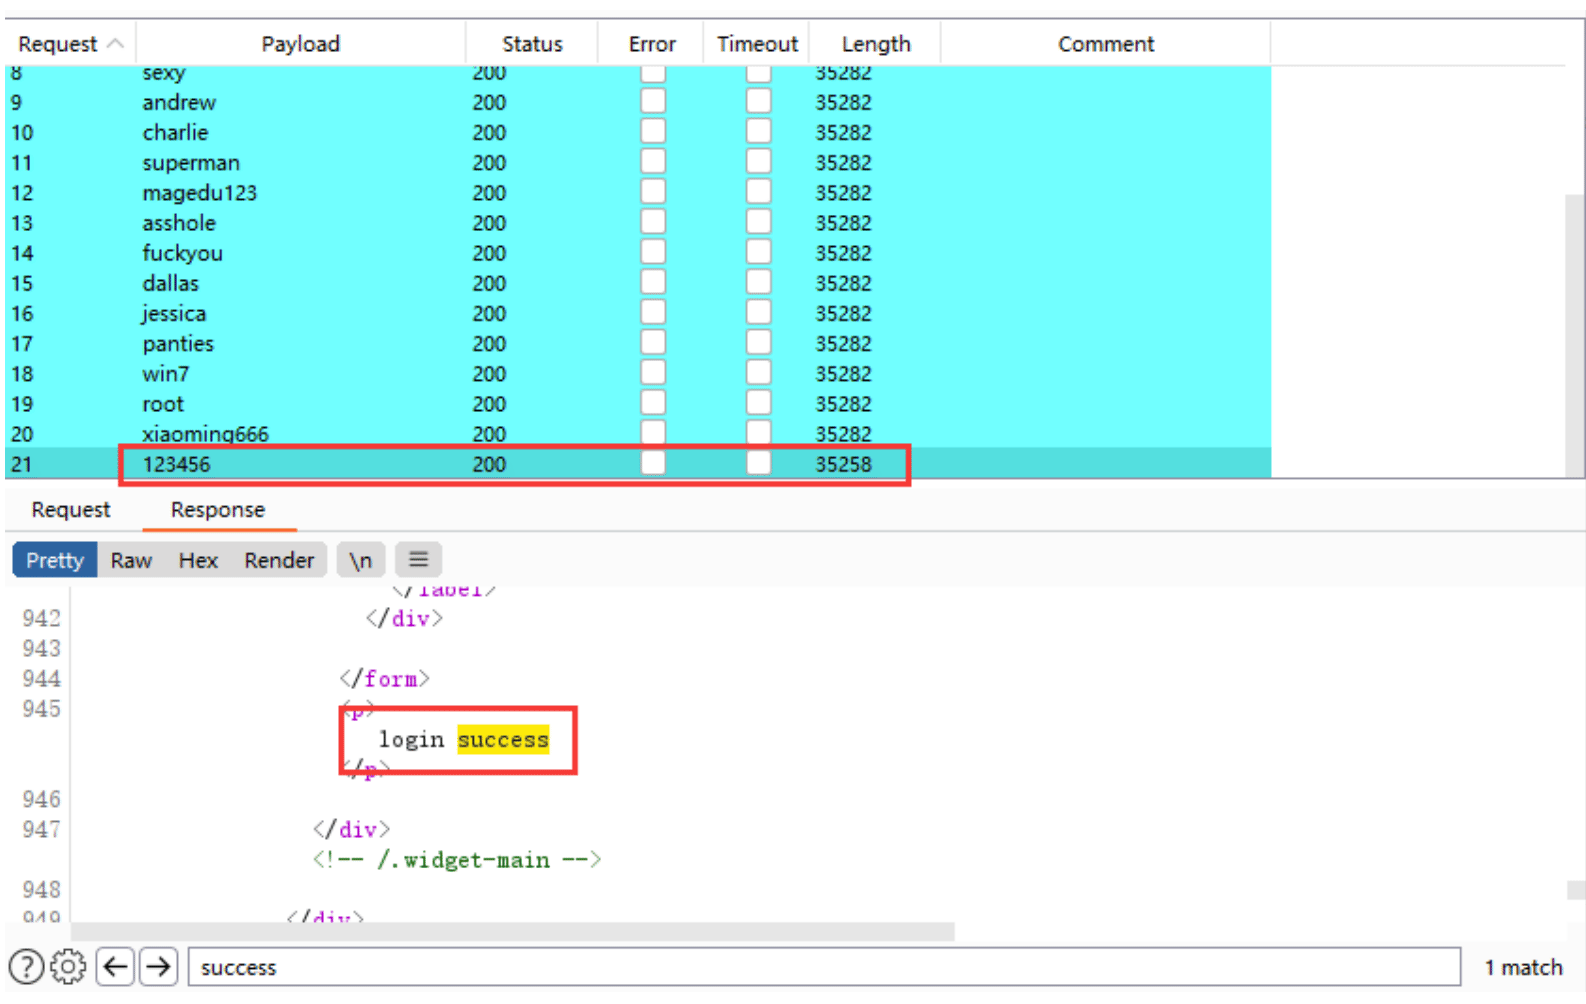 Request Payload Status Error Timeout Length Comment
8 sexy 200 35282
9 andrew 200 35282
10 charlie 200 35282
11 superman 200 35282
12 magedu123 200 35282
13 asshole 200 35282
14 fuckyou 200 35282
15 dallas 200 35282
16 jessica 200 35282
17 panties 200 35282
18 win7 200 35282
19 root 200 35282
20 xiaoming666 200 35282
21 123456 200 35258
Request Response
Pretty Raw Hex Render \n
</label>
942 </div>
943
944 </form>
945 <p>
login success
</p>
946
947 </div>
<!-- /.widget-main -->
948
949 </div>
success 1 match